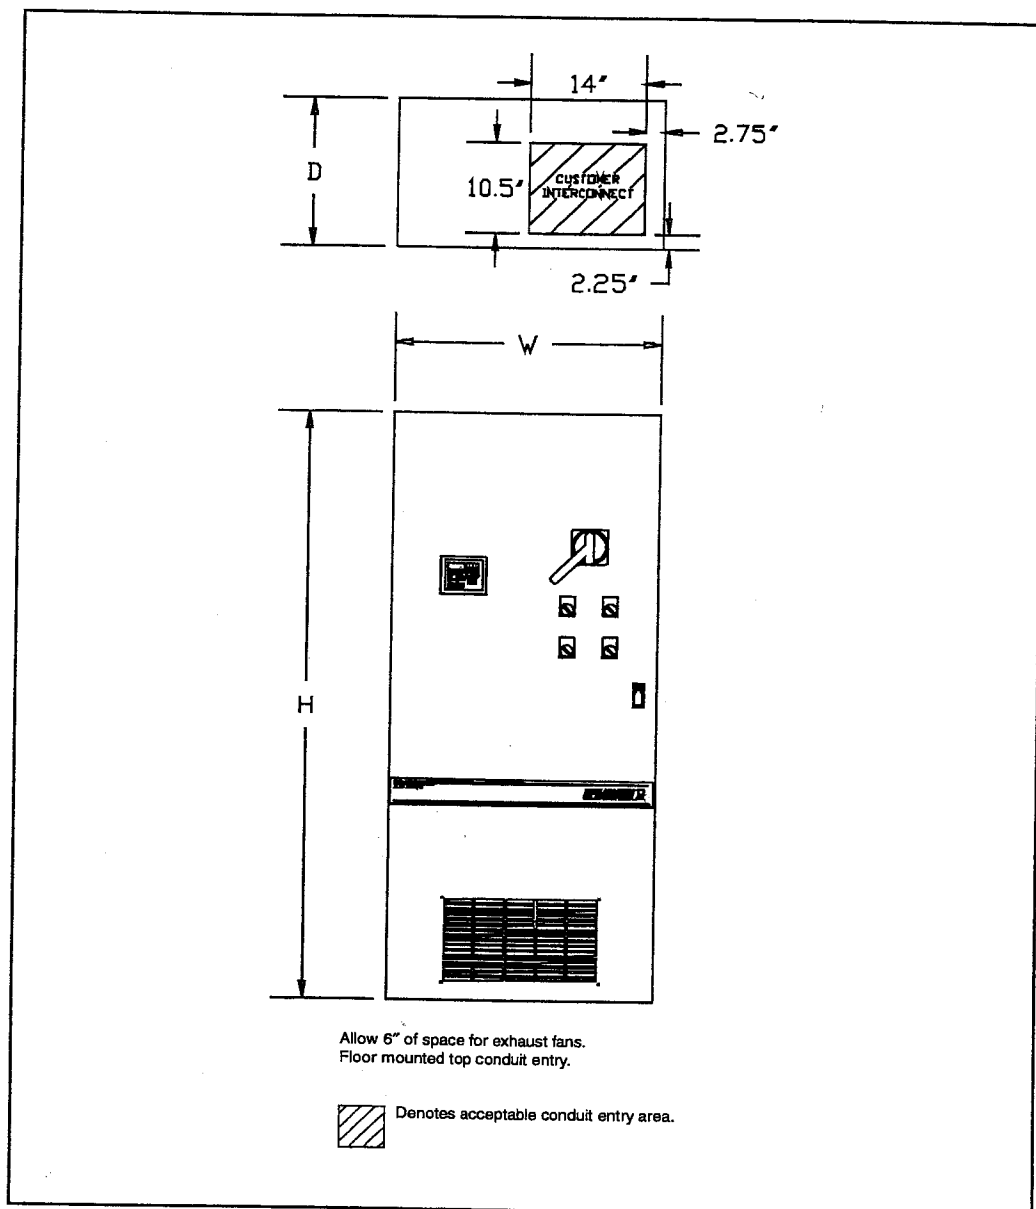 14"
2.75"
D
10.5"
CUSTOMER
INTERCONNECT
2.25"
W
H
Allow 6" of space for exhaust fans.
Floor mounted top conduit entry.
Denotes acceptable conduit entry area.